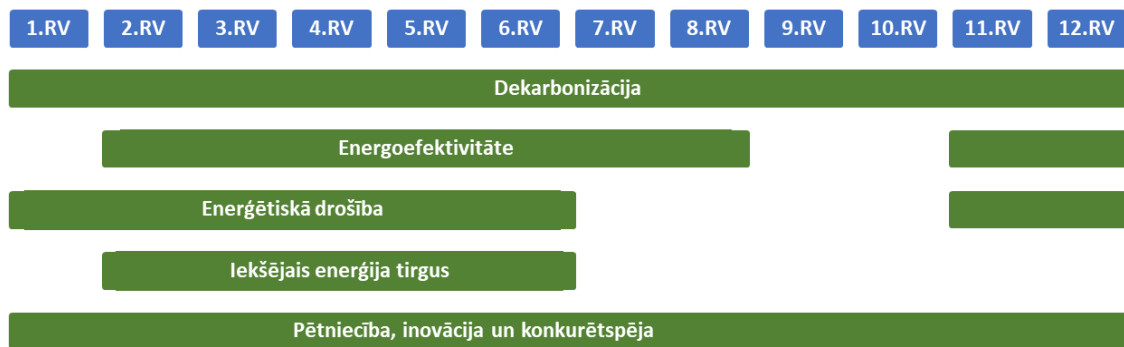 1.RV 2.RV 3.RV 4.RV 5.RV 6.RV 7.RV 8.RV 9.RV 10.RV 11.RV 12.RV
Dekarbonizācija
Energoefektivitāte
Enerģētiskā drošība
Iekšējais enerģija tirgus
Pētniecība, inovācija un konkurētspēja